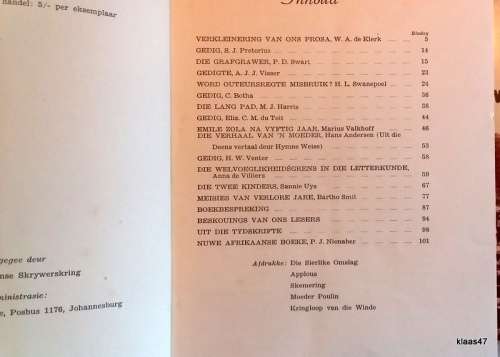 handel: 5/- per eksemplaar
Inhoud
Bladsy
VERKLEINERING VAN ONS PROSA, W. A. de Klerk 5
GEDIG, S. J. Pretorius 14
DIE GRAFGRAWER, P. D. Swart 15
GEDIGTE, A. J. J. Visser 23
WORD OUTEURSREGTE MISBRUIK? H. L. Swanepoel 24
GEDIG, C. Botha 36
DIE LANG PAD, M. J. Harris 38
GEDIG, Eliz. C. M. du Toit 44
EMILE ZOLA NA VYFTIG JAAR, Marius Valkhoff 46
DIE VERHAAL VAN 'N MOEDER, Hans Andersen (Uit die
Deens vertaal deur Hymne Weiss) 53
GEDIG, H. W. Venter 58
DIE WELVOEGLIKHEIDSGRENS IN DIE LETTERKUNDE,
Anna de Villiers 59
DIE TWEE KINDERS, Sannie Uys 67
MEISIES VAN VERLORE JARE, Bartho Smit 77
BOEKBESPREKING 87
BESKOUINGS VAN ONS LESERS 94
UIT DIE TYDSKRIFTE 98
NUWE AFRIKAANSE BOEKE, P. J. Nienaber 101
Afdrukke: Die Sierlike Omslag
Applous
Skemering
Moeder Poulin
Kringloop van die Winde
gegee deur
nse Skrywerskring
ministrasie:
e, Posbus 1176, Johannesburg
klaas47